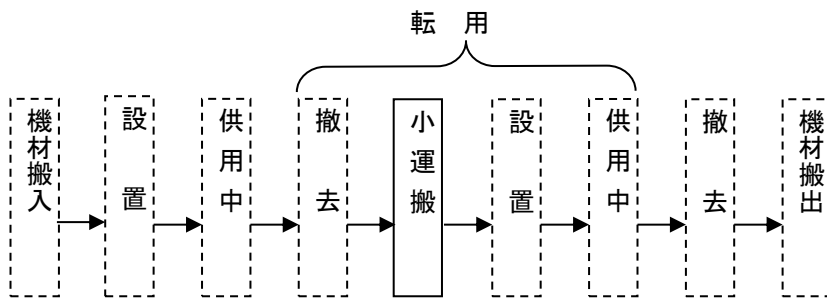 転 用
機材搬入
設 置
供用中
撤 去
小運搬
設 置
供用中
撤 去
機材搬出